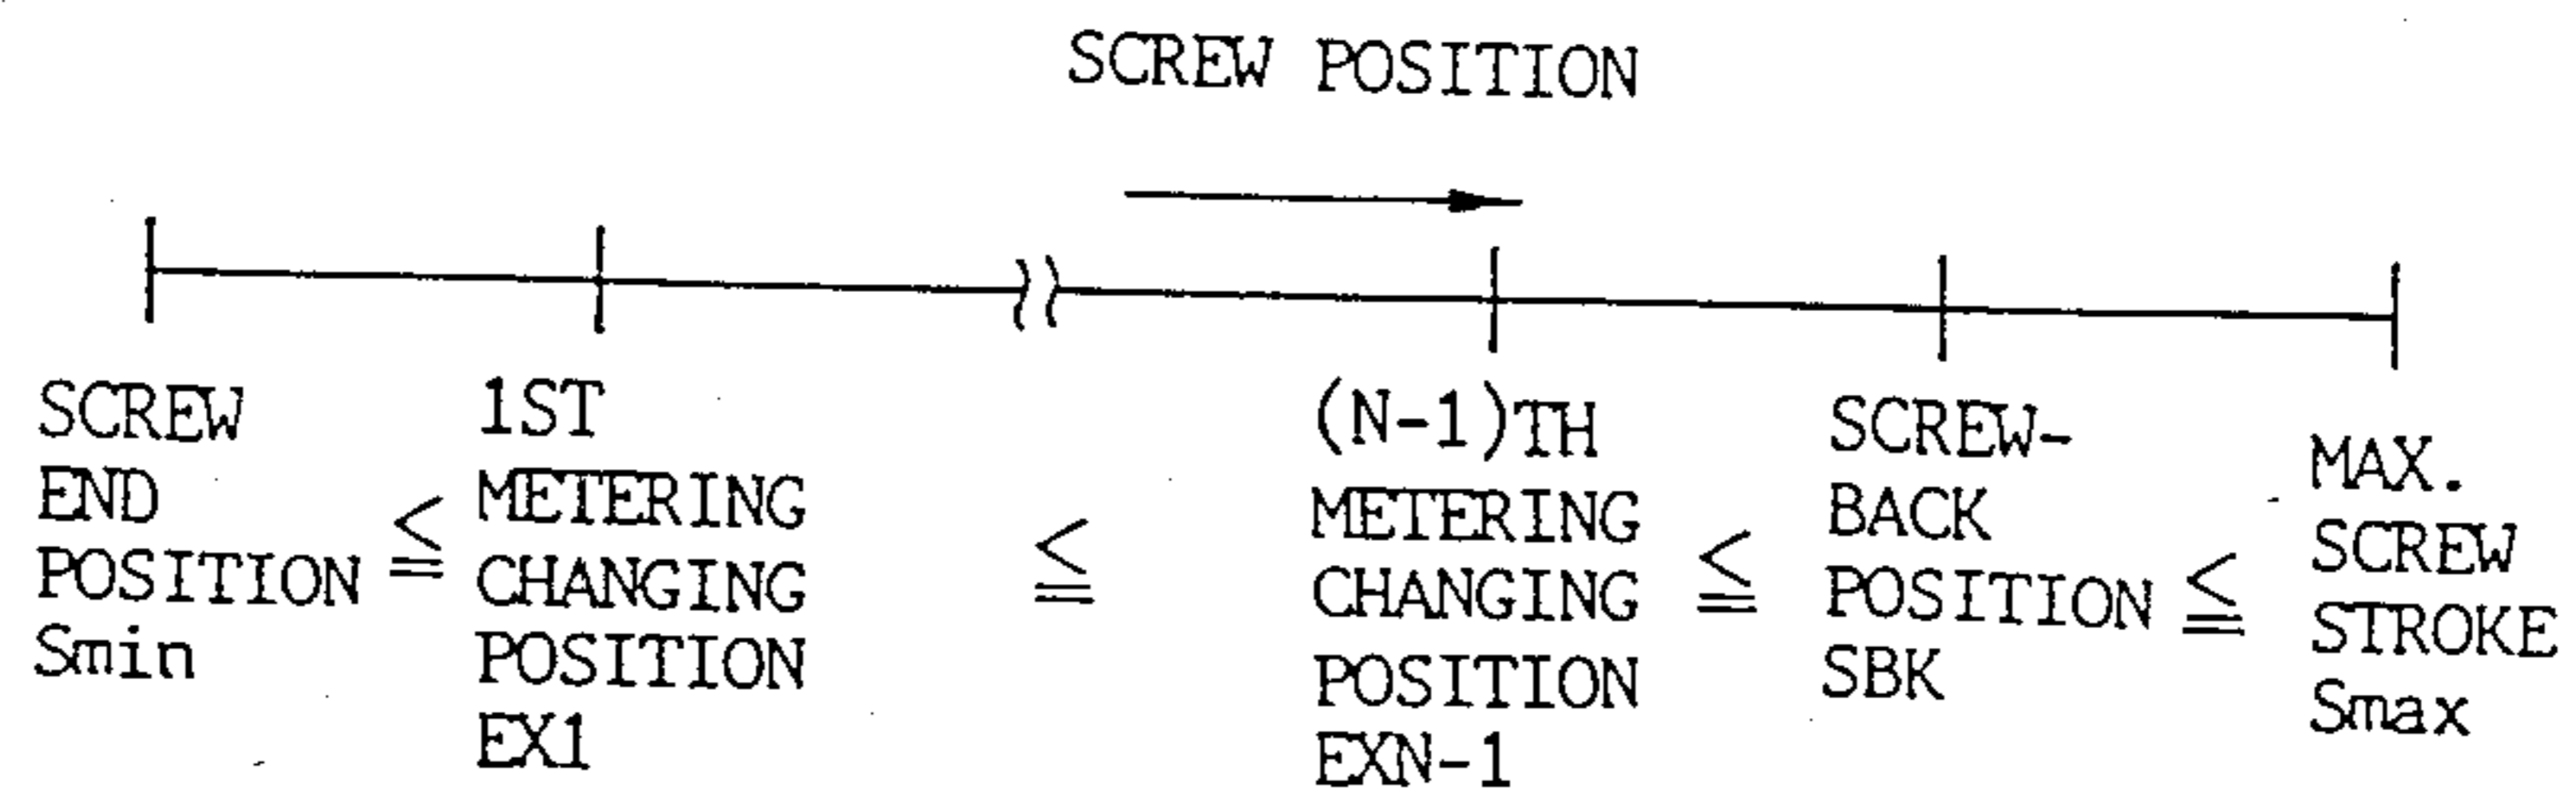 SCREW POSITION
SCREW
END
POSITION
Smin
≦
1ST
METERING
CHANGING
POSITION
EX1
≦
(N-1)TH
METERING
CHANGING
POSITION
EXN-1
≦
SCREW-
BACK
POSITION
SBK
≦
MAX.
SCREW
STROKE
Smax